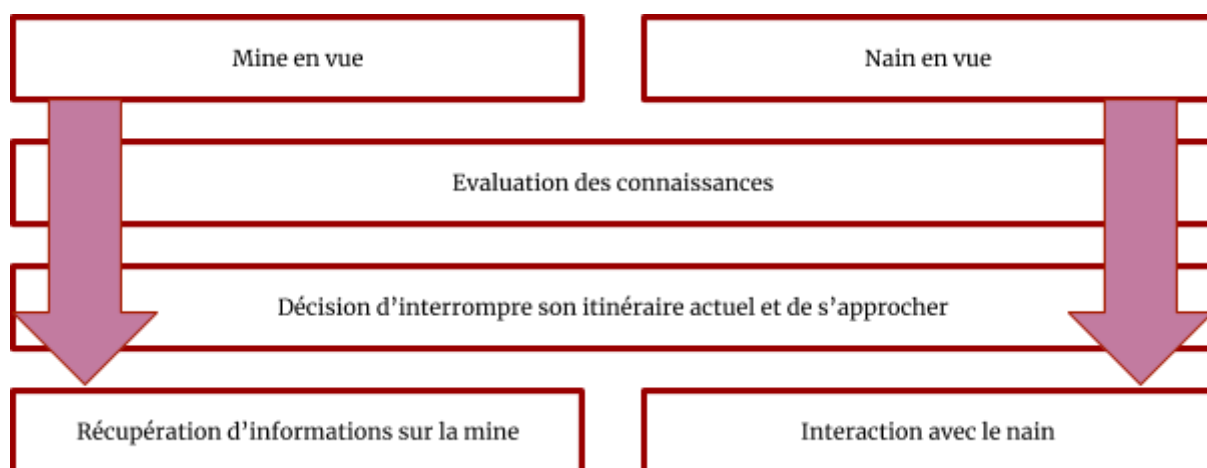 Mine en vue
Nain en vue
Evaluation des connaissances
Décision d’interrompre son itinéraire actuel et de s’approcher
Récupération d’informations sur la mine
Interaction avec le nain